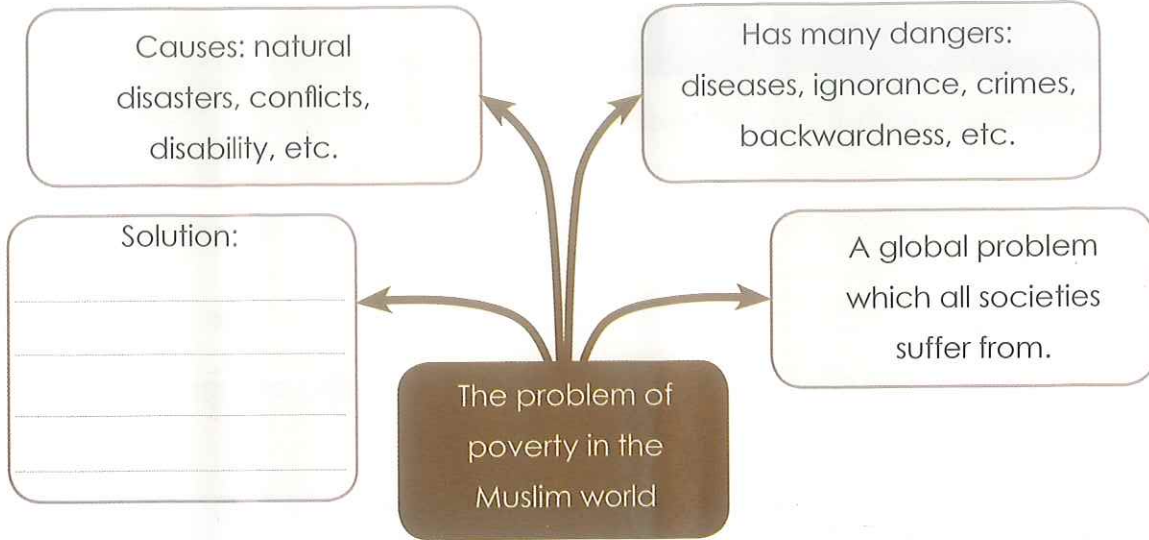 Causes: natural
disasters, conflicts,
disability, etc.
Has many dangers:
diseases, ignorance, crimes,
backwardness, etc.
Solution:
A global problem
which all societies
suffer from.
The problem of
poverty in the
Muslim world